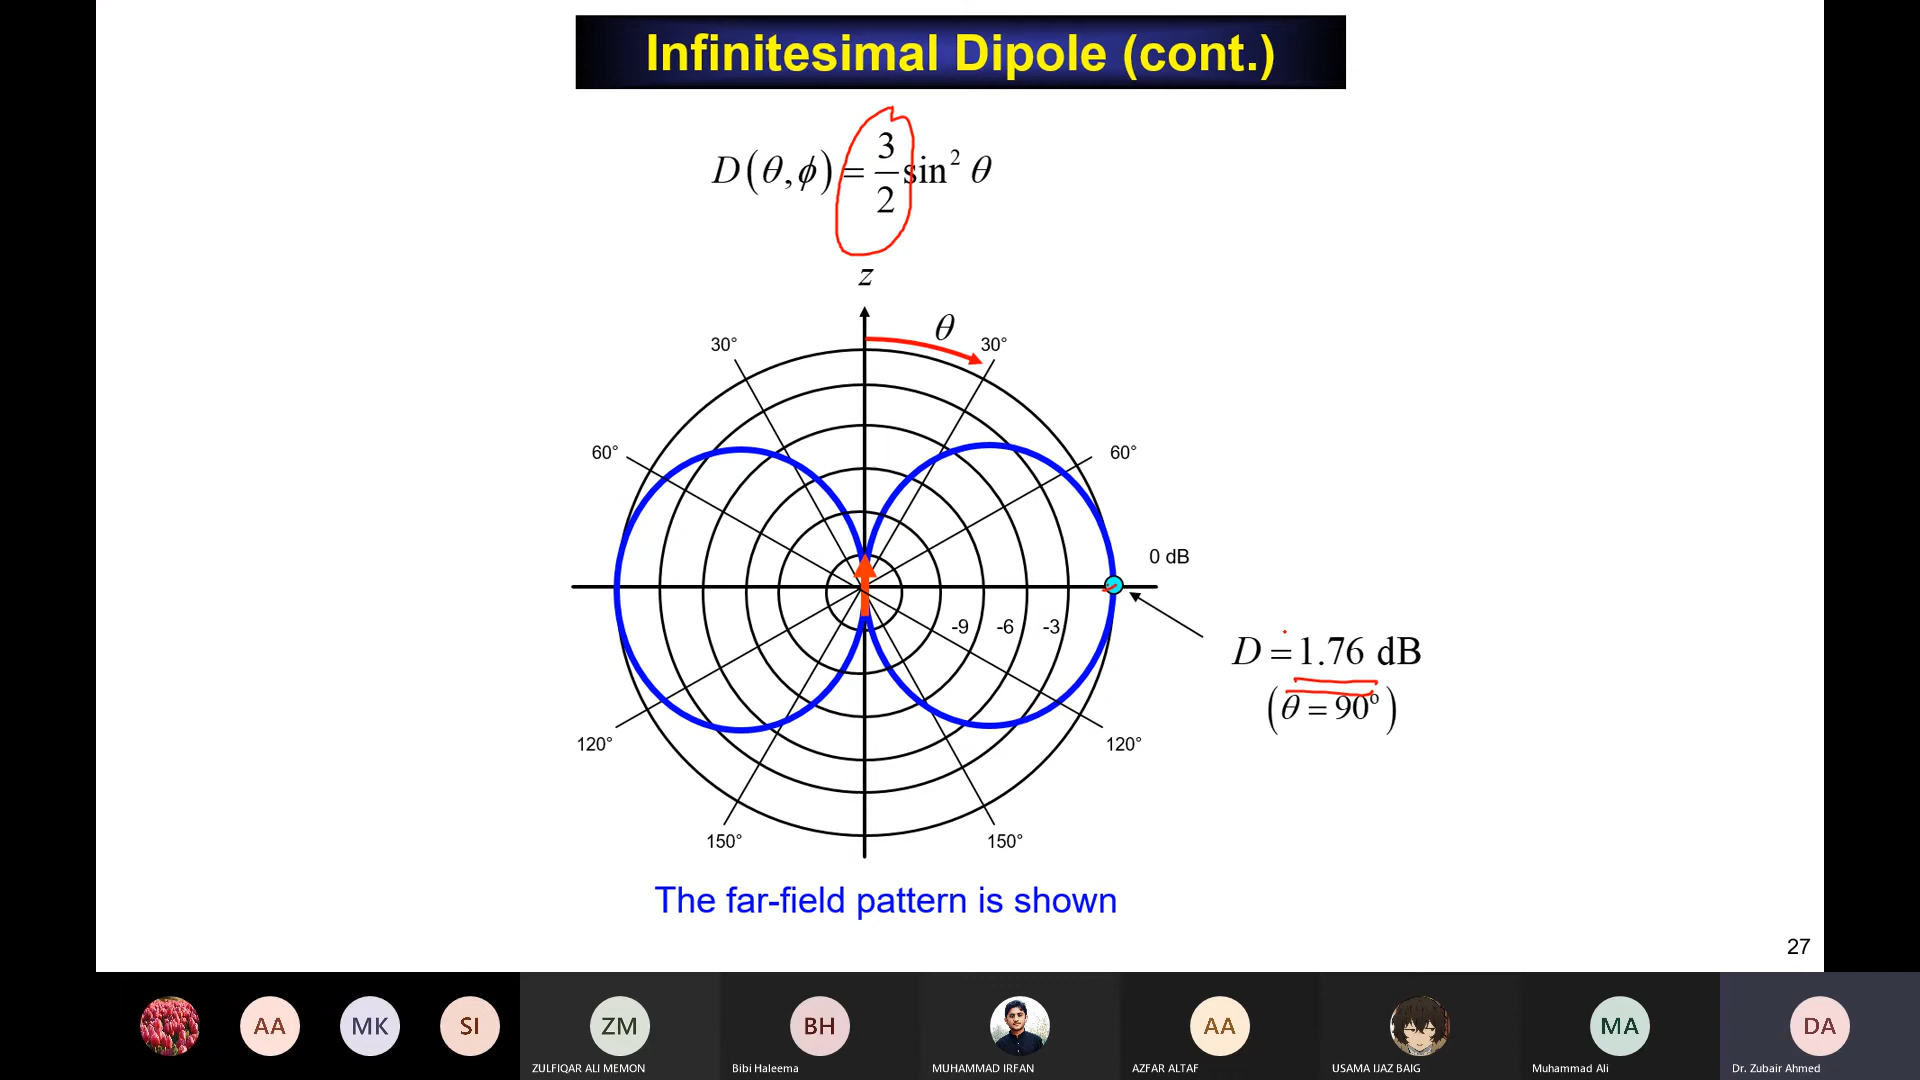 Infinitesimal Dipole (cont.)
D(θ,ϕ) = 3/2 sin² θ
z
θ
30° 30°
60° 60°
0 dB
-9 -6 -3
D = 1.76 dB
(θ = 90º)
120° 120°
150° 150°
The far-field pattern is shown
27
AA MK SI ZM BH AA MA DA
ZULFIQAR ALI MEMON Bibi Haleema MUHAMMAD IRFAN AZFAR ALTAF USAMA IJAZ BAIG Muhammad Ali Dr. Zubair Ahmed